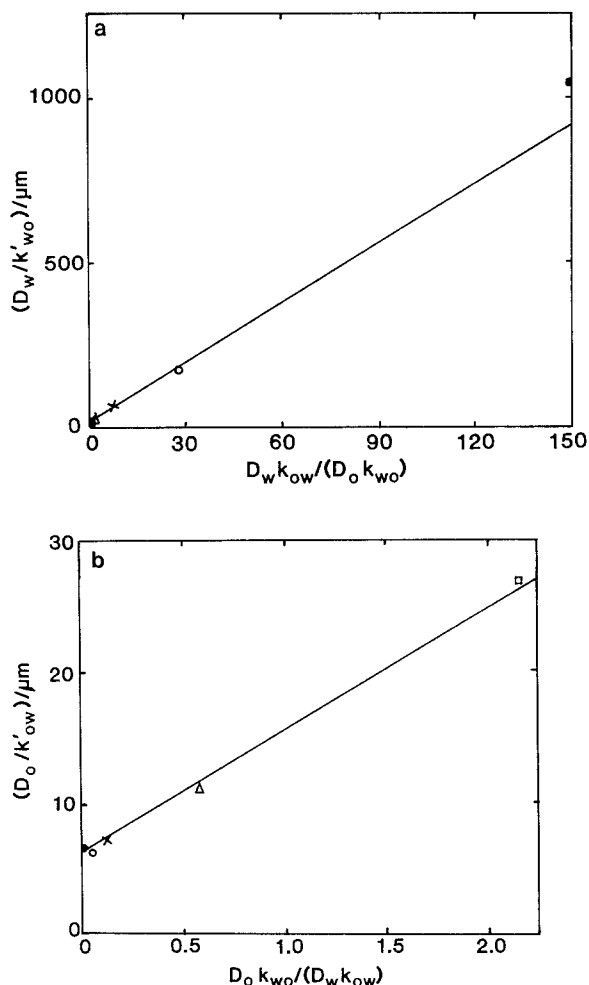 a
1000
500
0
(D_w/k'_wo)/μm
0 30 60 90 120 150
D_w k_ow/(D_o k_wo)
b
30
20
10
0
(D_o/k'_ow)/μm
0 0.5 1.0 1.5 2.0
D_o k_wo/(D_w k_ow)